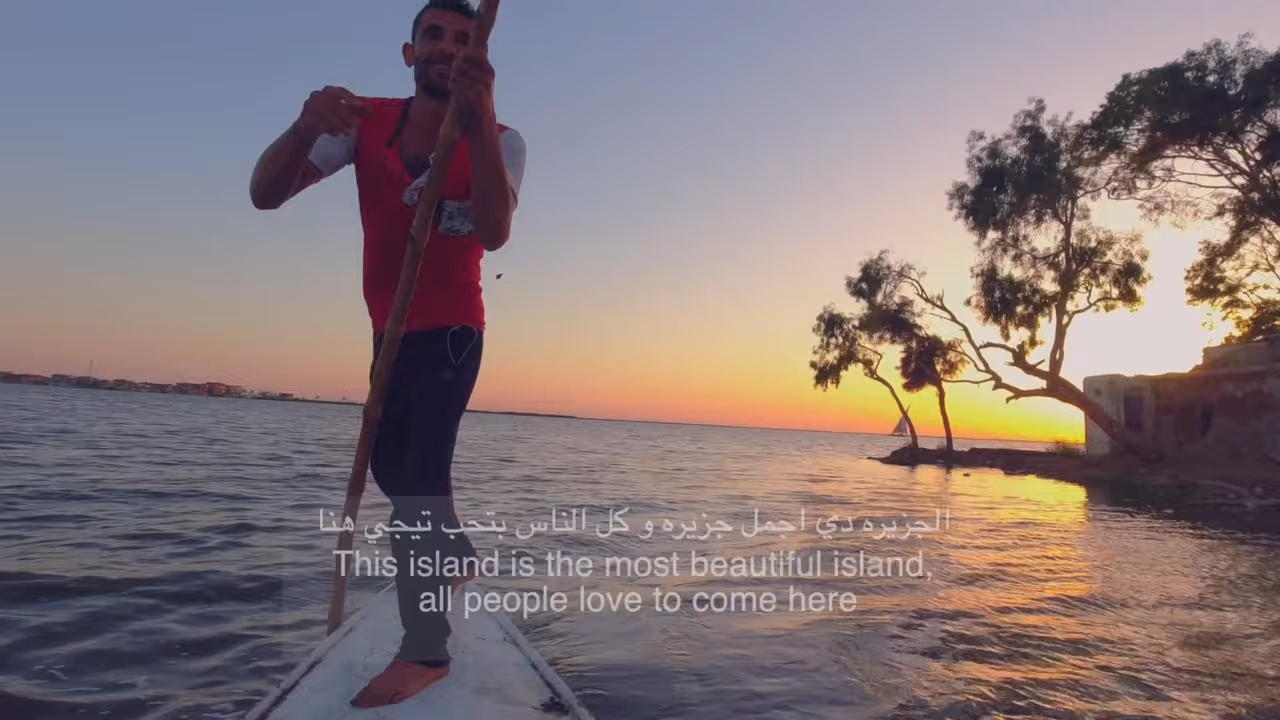 الجزيره دي اجمل جزيره و كل الناس بتحب تيجي هنا
This island is the most beautiful island,
all people love to come here